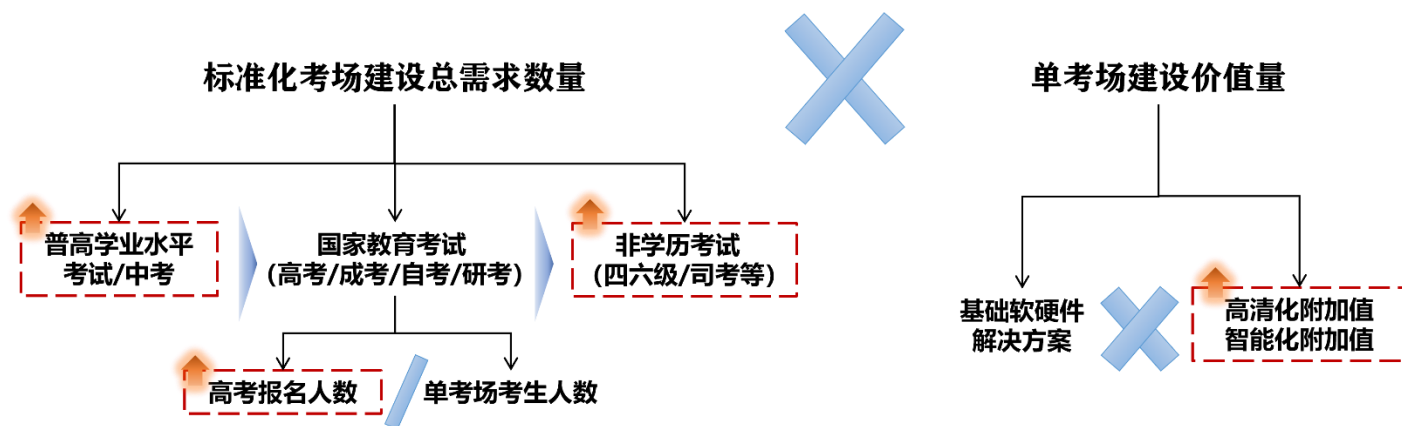 标准化考场建设总需求数量
单考场建设价值量
普高学业水平
考试/中考
国家教育考试
（高考/成考/自考/研考）
非学历考试
（四六级/司考等）
基础软硬件
解决方案
高清化附加值
智能化附加值
高考报名人数
单考场考生人数